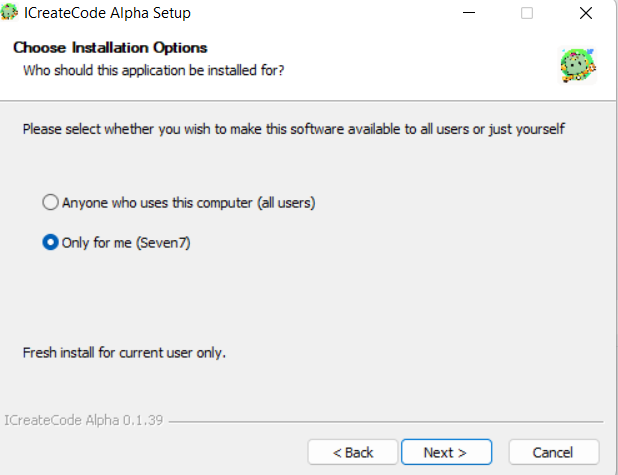 ICreateCode Alpha Setup
Choose Installation Options
Who should this application be installed for?
Please select whether you wish to make this software available to all users or just yourself
Anyone who uses this computer (all users)
Only for me (Seven7)
Fresh install for current user only.
ICreateCode Alpha 0.1.39
< Back
Next >
Cancel